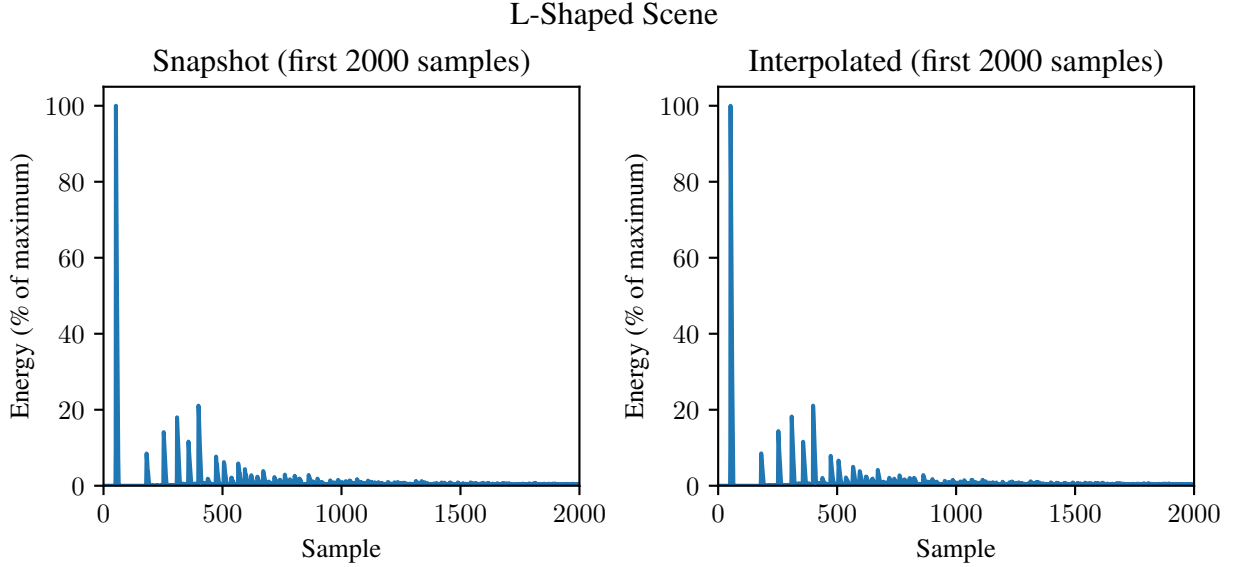 L-Shaped Scene
Snapshot (first 2000 samples)
Energy (% of maximum)
100
80
60
40
20
0
0 500 1000 1500 2000
Sample
Interpolated (first 2000 samples)
Energy (% of maximum)
100
80
60
40
20
0
0 500 1000 1500 2000
Sample